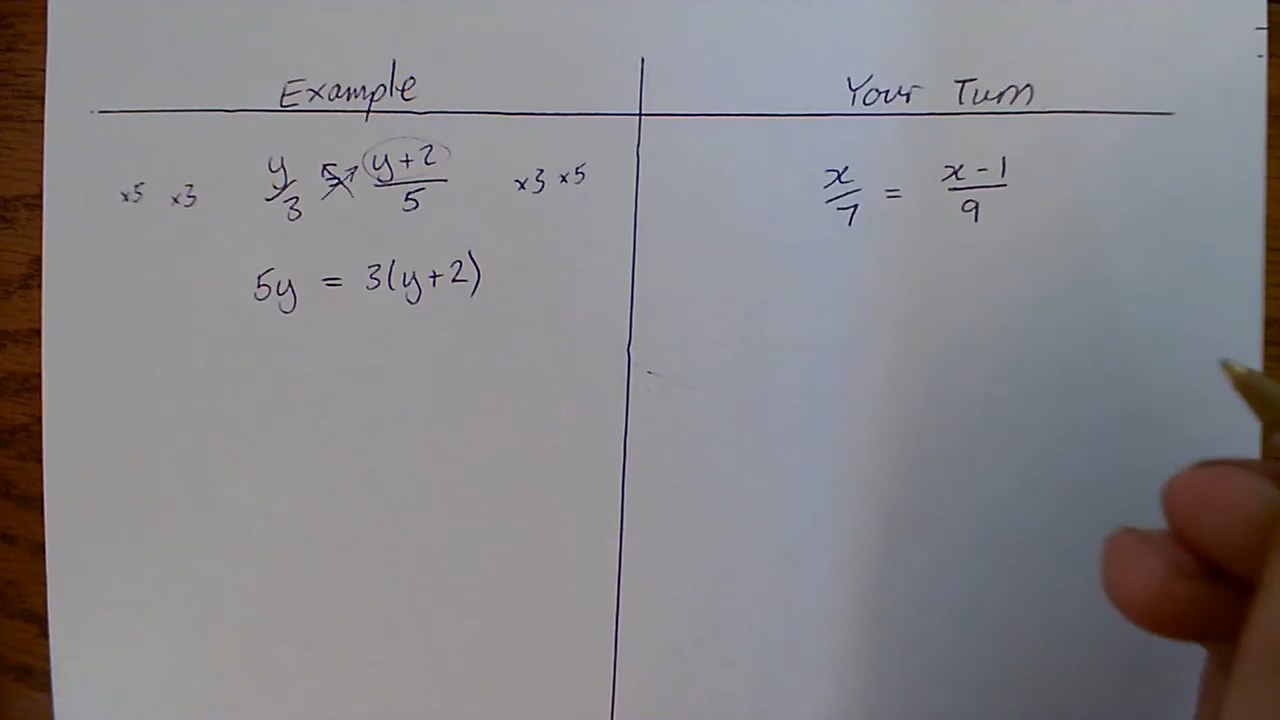 Example
×5 ×3 y/3 = (y+2)/5 ×3 ×5
5y = 3(y+2)
Your Turn
x/7 = (x-1)/9